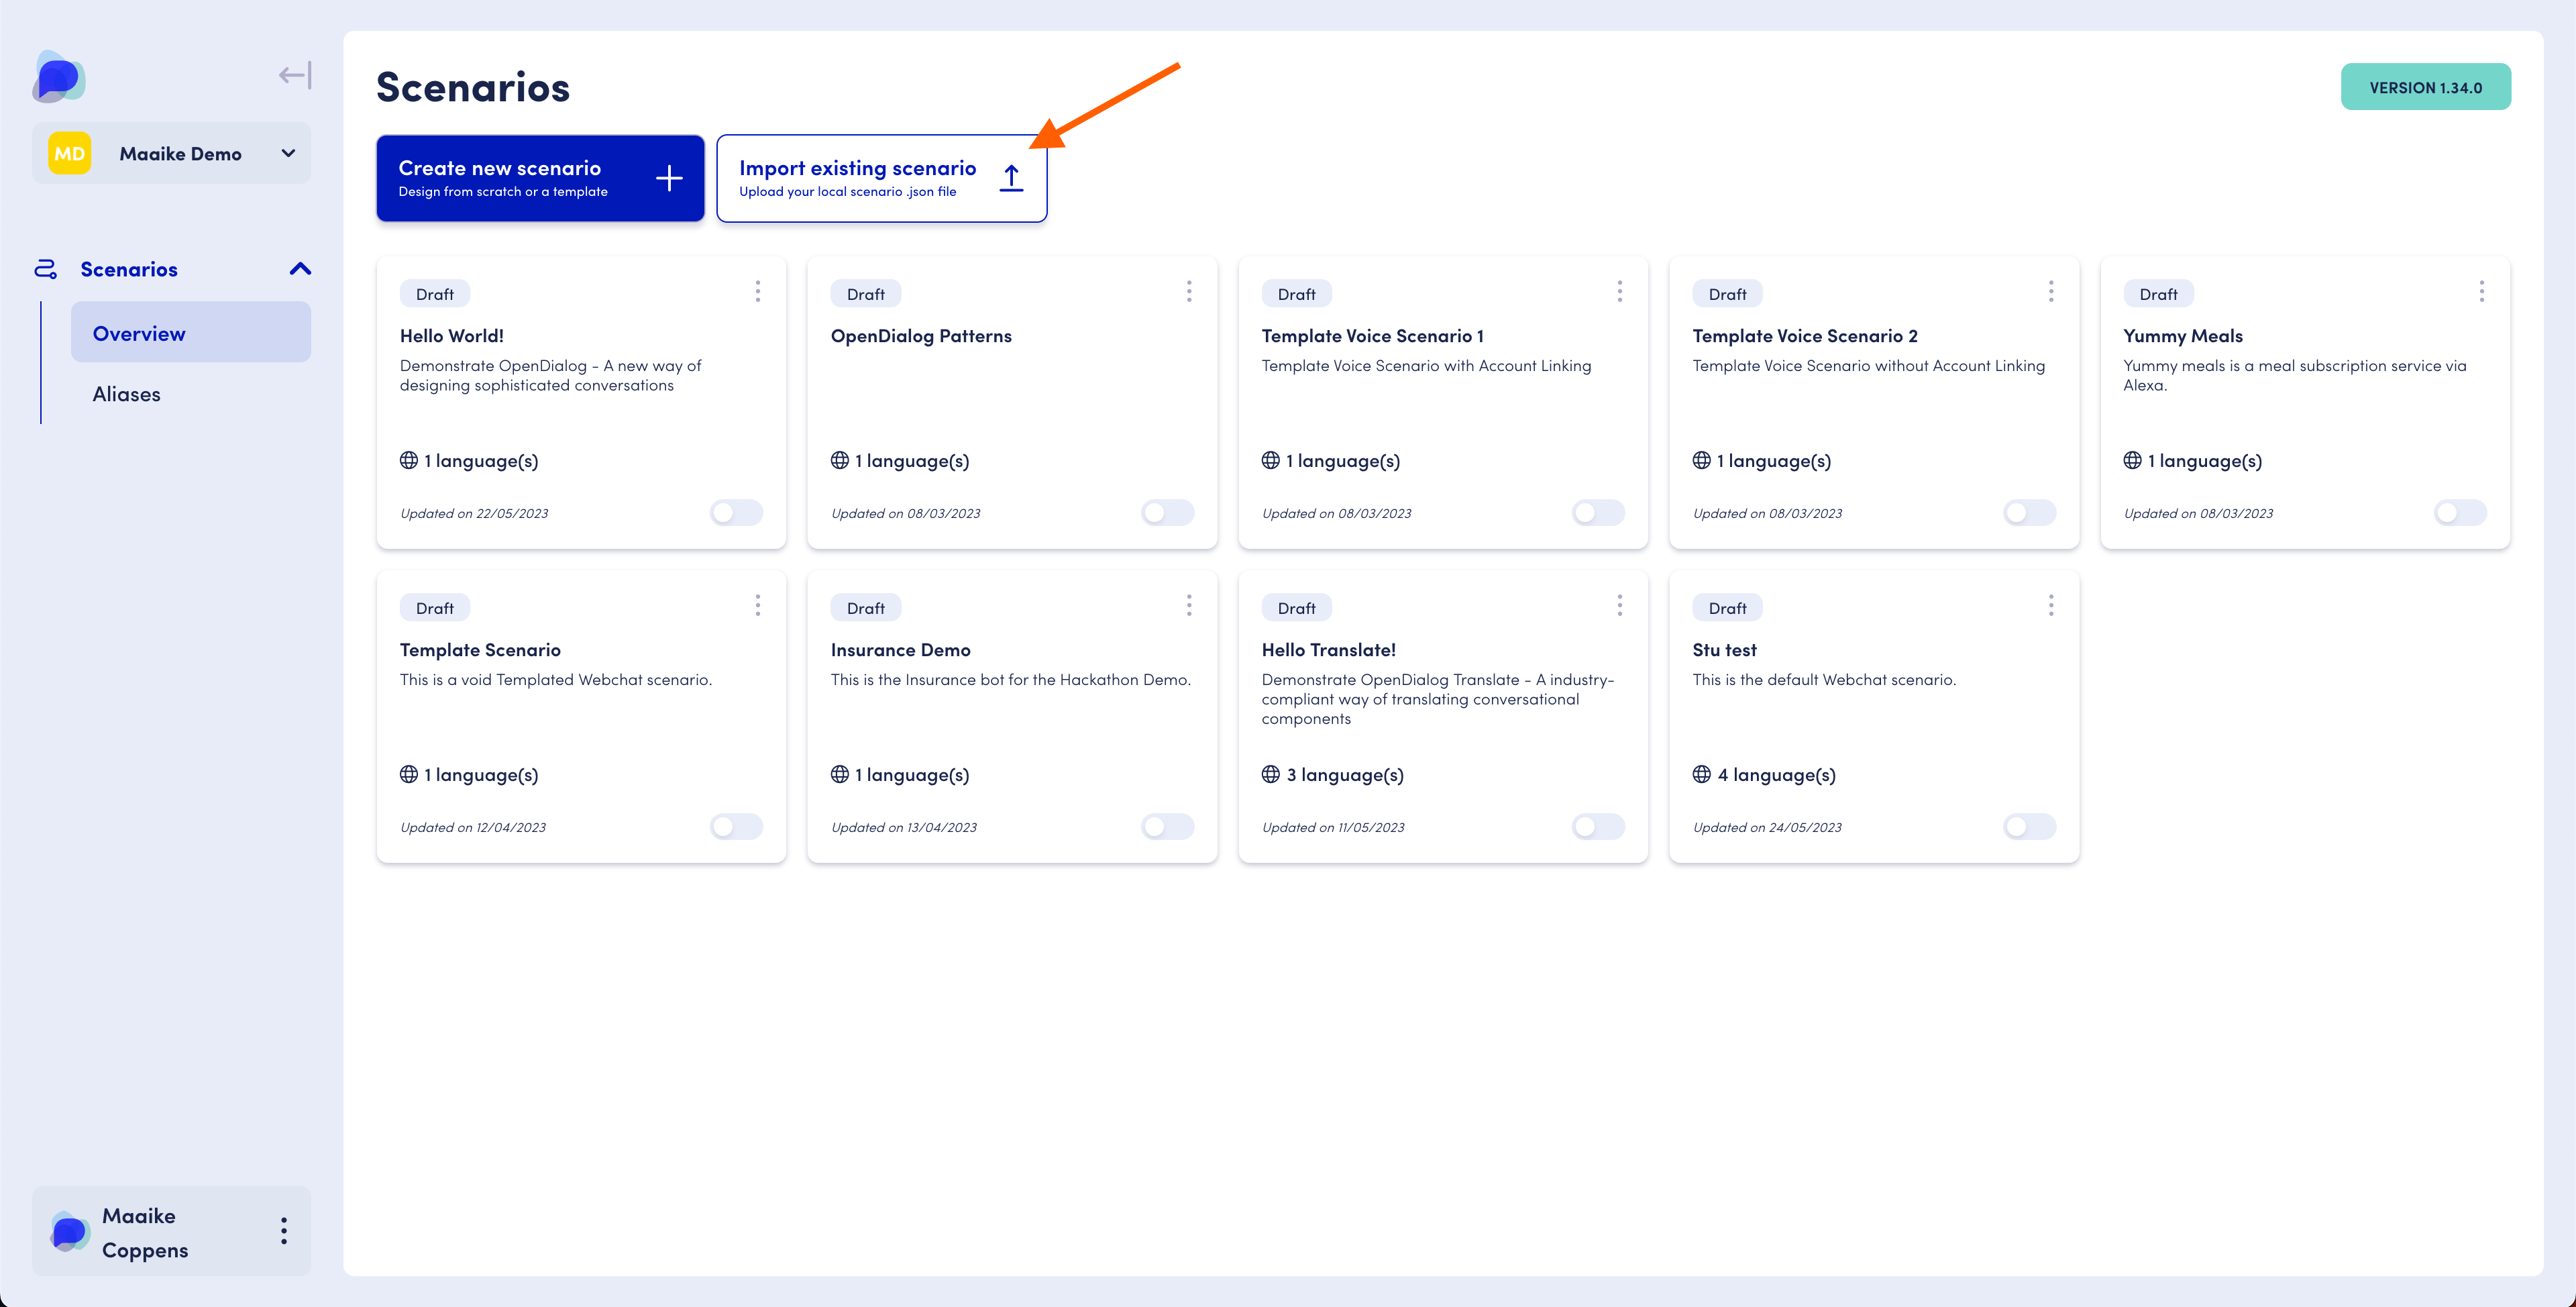 MD
Maaike Demo
Scenarios
Overview
Aliases
Maaike
Coppens
Scenarios
VERSION 1.34.0
Create new scenario
Design from scratch or a template
Import existing scenario
Upload your local scenario .json file
Draft
Hello World!
Demonstrate OpenDialog - A new way of
designing sophisticated conversations
1 language(s)
Updated on 22/05/2023
Draft
OpenDialog Patterns
1 language(s)
Updated on 08/03/2023
Draft
Template Voice Scenario 1
Template Voice Scenario with Account Linking
1 language(s)
Updated on 08/03/2023
Draft
Template Voice Scenario 2
Template Voice Scenario without Account Linking
1 language(s)
Updated on 08/03/2023
Draft
Yummy Meals
Yummy meals is a meal subscription service via
Alexa.
1 language(s)
Updated on 08/03/2023
Draft
Template Scenario
This is a void Templated Webchat scenario.
1 language(s)
Updated on 12/04/2023
Draft
Insurance Demo
This is the Insurance bot for the Hackathon Demo.
1 language(s)
Updated on 13/04/2023
Draft
Hello Translate!
Demonstrate OpenDialog Translate - A industry-
compliant way of translating conversational
components
3 language(s)
Updated on 11/05/2023
Draft
Stu test
This is the default Webchat scenario.
4 language(s)
Updated on 24/05/2023